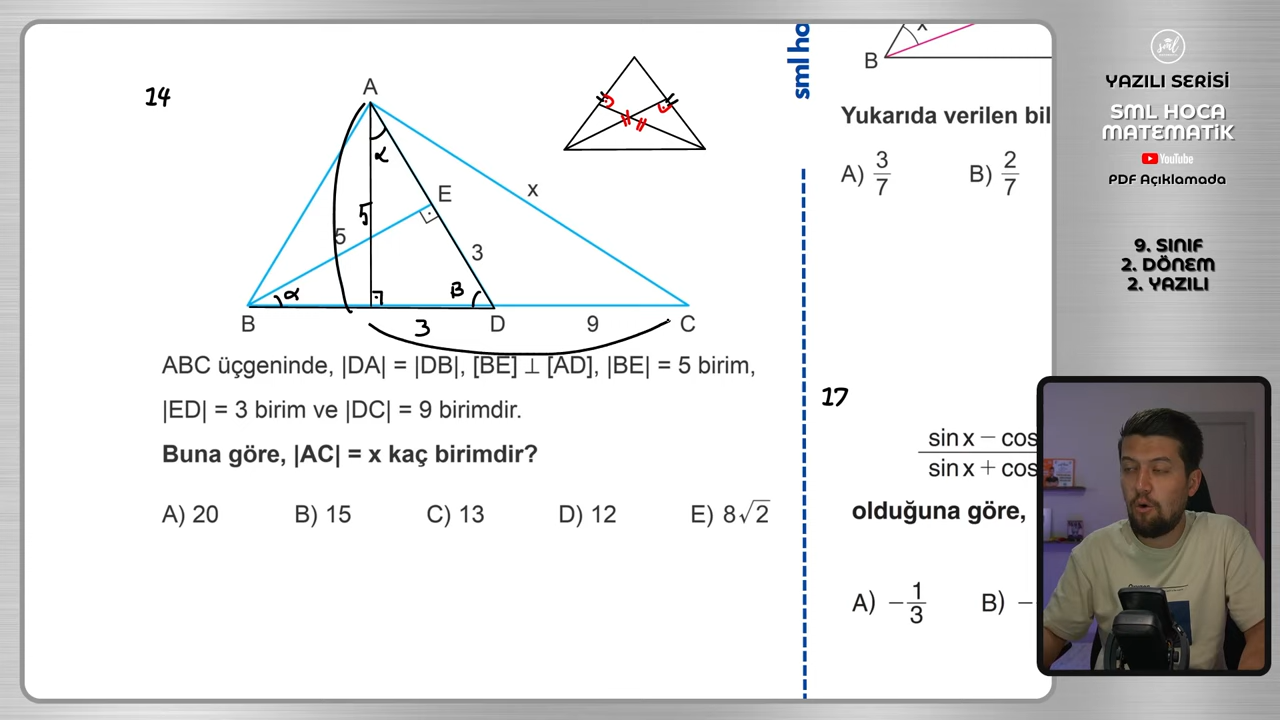 14
A
α
E
x
5
5
3
α
B
B
3
D
9
C
ABC üçgeninde, |DA| = |DB|, [BE] ⊥ [AD], |BE| = 5 birim,
|ED| = 3 birim ve |DC| = 9 birimdir.
Buna göre, |AC| = x kaç birimdir?
A) 20 B) 15 C) 13 D) 12 E) 8√2
sml ho
B
x
Yukarıda verilen bil
A) 3/7 B) 2/7
17
sin x − cos
sin x + cos
olduğuna göre,
A) −1/3 B) −
sml
YAZILI SERİSİ
SML HOCA
MATEMATİK
YouTube
PDF Açıklamada
9. SINIF
2. DÖNEM
2. YAZILI